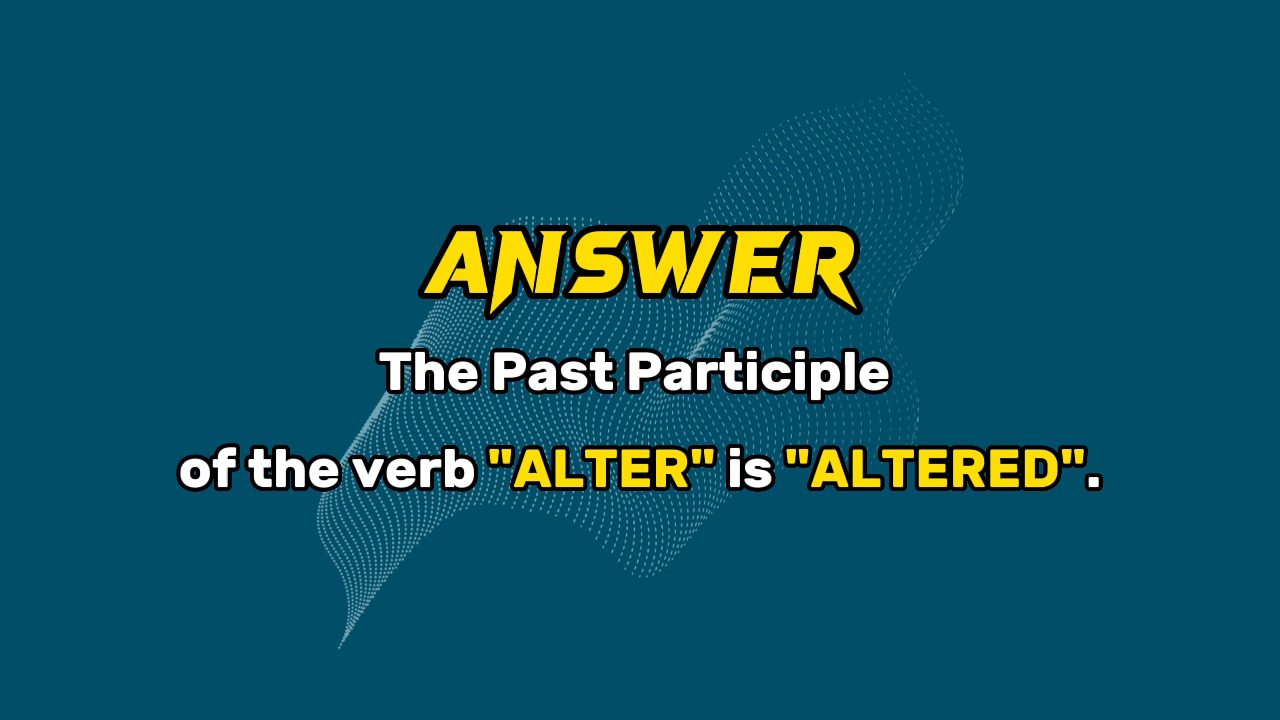 ANSWER
The Past Participle
of the verb "ALTER" is "ALTERED".